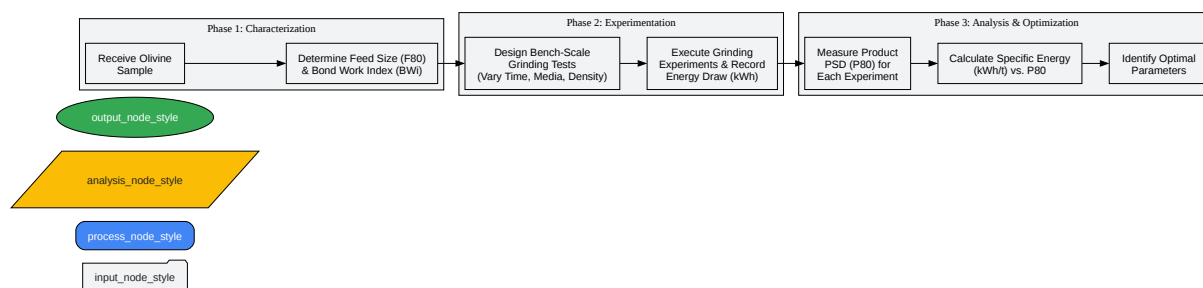 Phase 1: Characterization
Receive Olivine
Sample
Determine Feed Size (F80)
& Bond Work Index (BWi)
Phase 2: Experimentation
Design Bench-Scale
Grinding Tests
(Vary Time, Media, Density)
Execute Grinding
Experiments & Record
Energy Draw (kWh)
Phase 3: Analysis & Optimization
Measure Product
PSD (P80) for
Each Experiment
Calculate Specific Energy
(kWh/t) vs. P80
Identify Optimal
Parameters
output_node_style
analysis_node_style
process_node_style
input_node_style